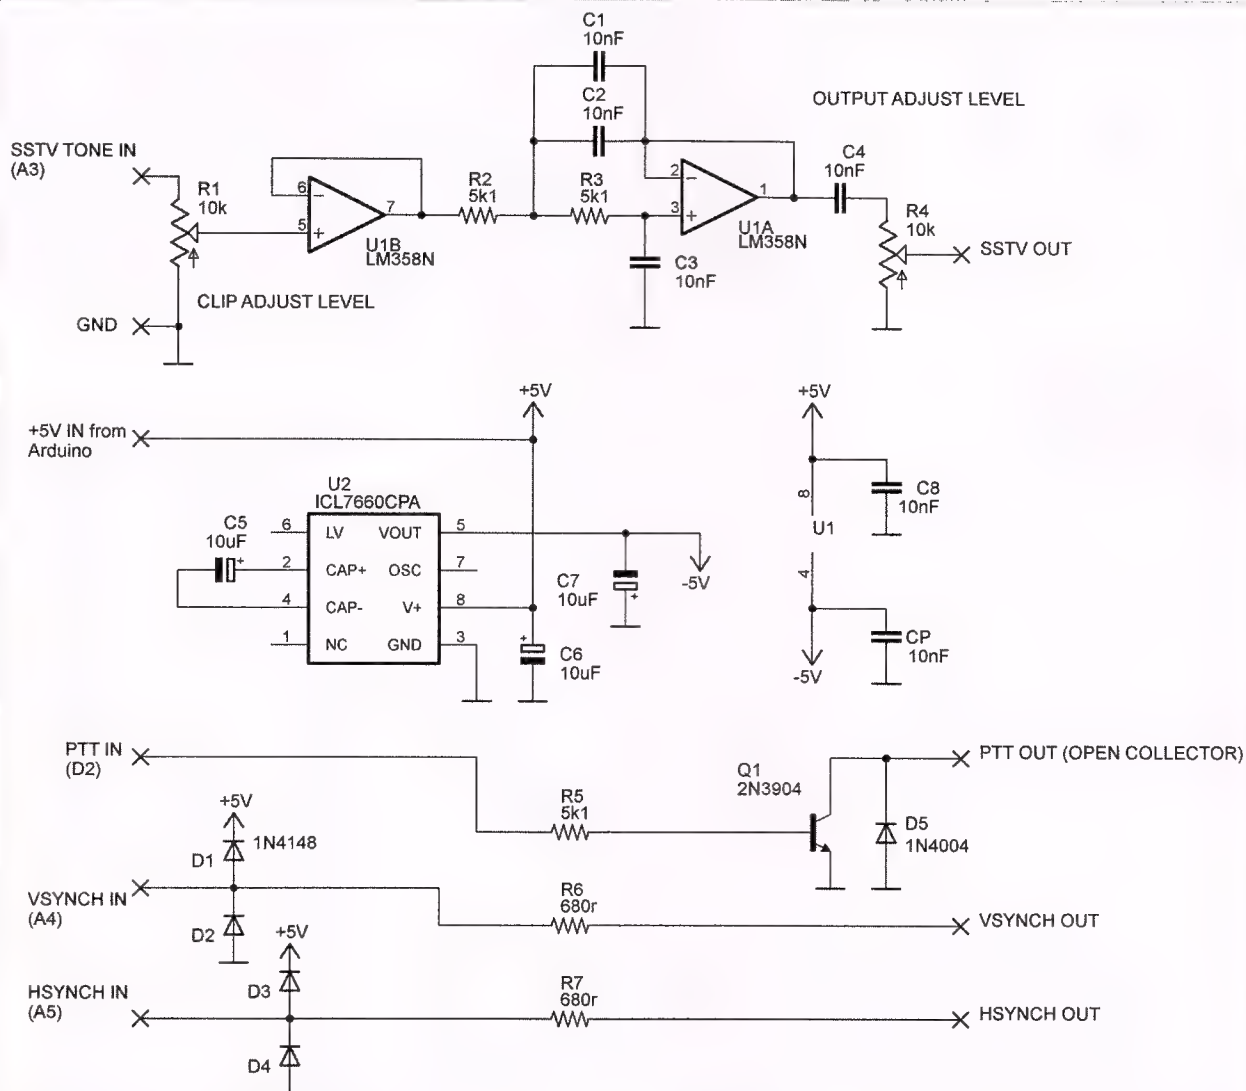 C1
10nF
C2
10nF
OUTPUT ADJUST LEVEL
SSTV TONE IN
(A3)
R1
10k
6
5
7
U1B
LM358N
R2
5k1
R3
5k1
2
3
1
U1A
LM358N
C4
10nF
R4
10k
SSTV OUT
C3
10nF
CLIP ADJUST LEVEL
GND
+5V
+5V
+5V IN from
Arduino
U2
ICL7660CPA
C5
10uF
6
LV
VOUT
5
2
CAP+
OSC
7
4
CAP-
V+
8
1
NC
GND
3
+
C7
10uF
+
-5V
+
C6
10uF
8
U1
4
C8
10nF
CP
10nF
-5V
PTT IN
(D2)
Q1
2N3904
PTT OUT (OPEN COLLECTOR)
R5
5k1
D5
1N4004
+5V
D1
1N4148
VSYNCH IN
(A4)
D2
R6
680r
VSYNCH OUT
+5V
D3
HSYNCH IN
(A5)
R7
680r
HSYNCH OUT
D4